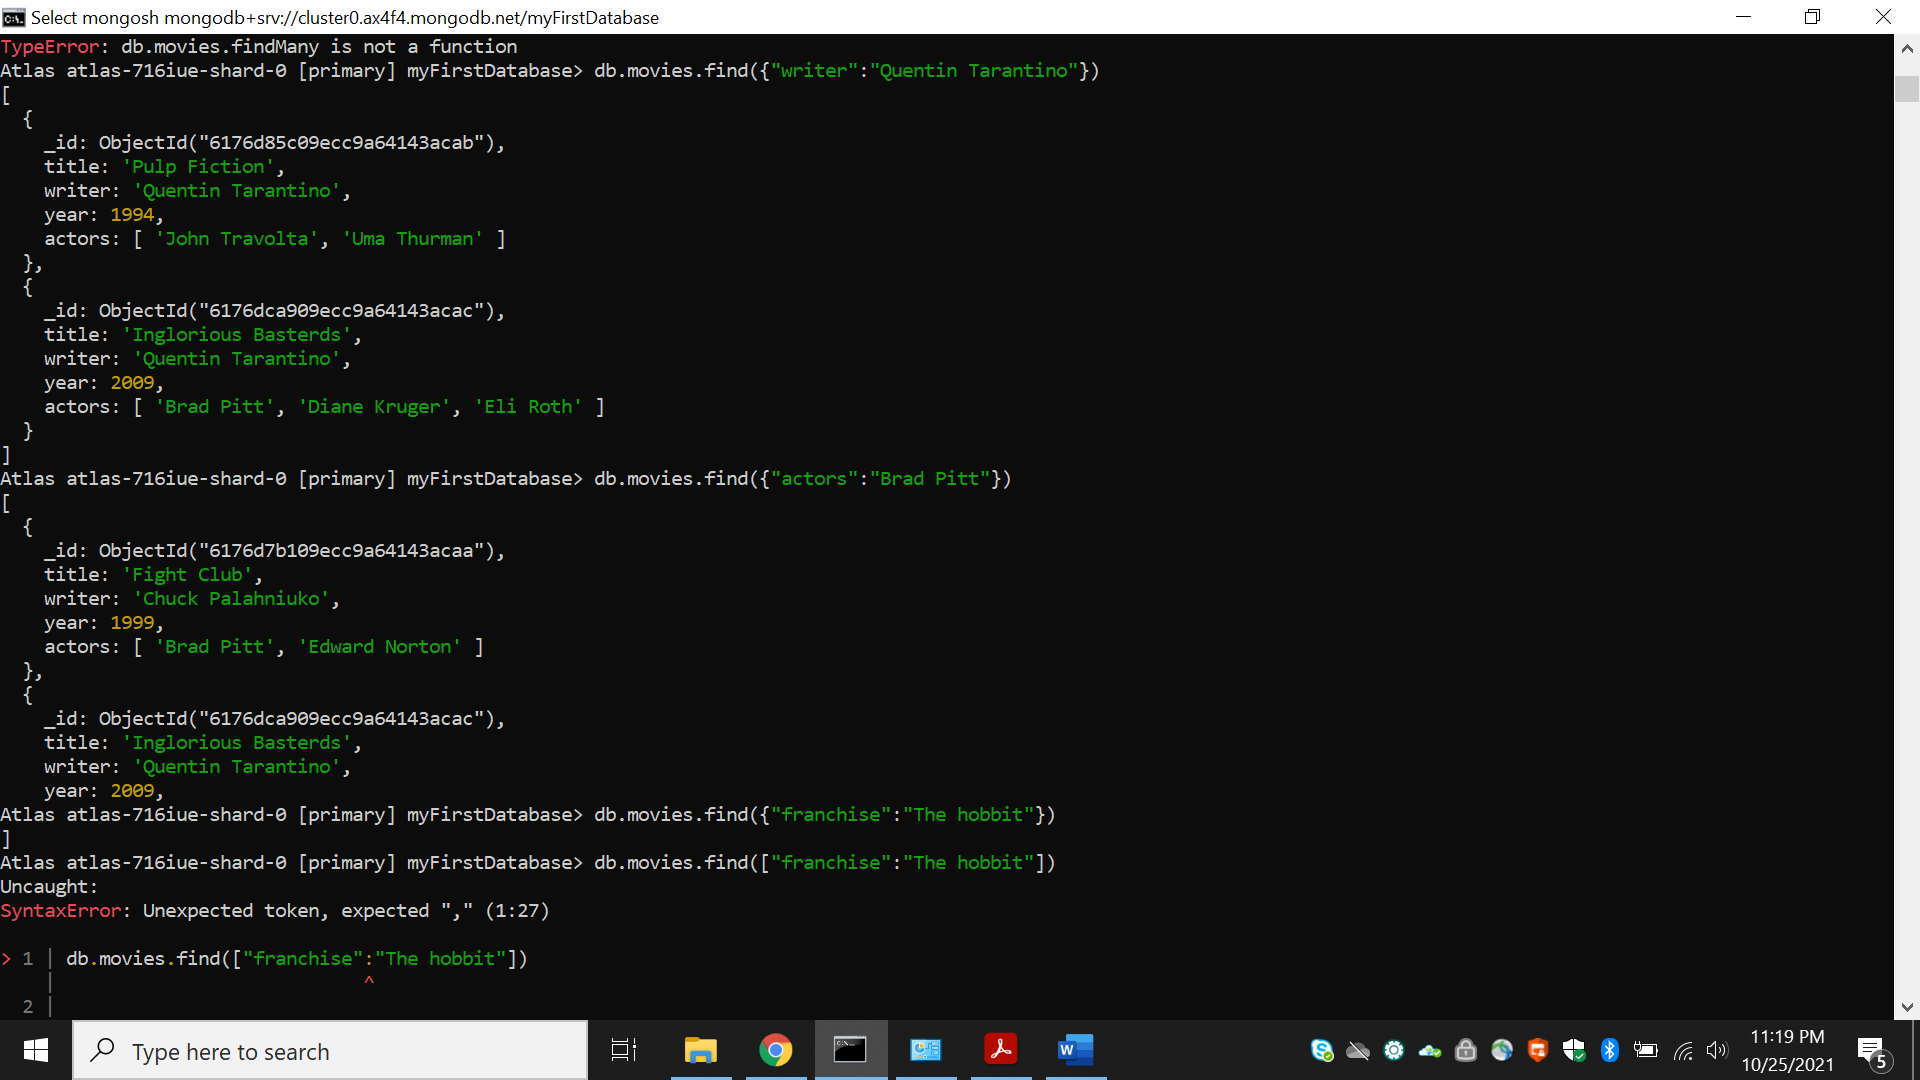 Select mongosh mongodb+srv://cluster0.ax4f4.mongodb.net/myFirstDatabase
TypeError: db.movies.findMany is not a function
Atlas atlas-716iue-shard-0 [primary] myFirstDatabase> db.movies.find({"writer":"Quentin Tarantino"})
[
  {
    _id: ObjectId("6176d85c09ecc9a64143acab"),
    title: 'Pulp Fiction',
    writer: 'Quentin Tarantino',
    year: 1994,
    actors: [ 'John Travolta', 'Uma Thurman' ]
  },
  {
    _id: ObjectId("6176dca909ecc9a64143acac"),
    title: 'Inglorious Basterds',
    writer: 'Quentin Tarantino',
    year: 2009,
    actors: [ 'Brad Pitt', 'Diane Kruger', 'Eli Roth' ]
  }
]
Atlas atlas-716iue-shard-0 [primary] myFirstDatabase> db.movies.find({"actors":"Brad Pitt"})
[
  {
    _id: ObjectId("6176d7b109ecc9a64143acaa"),
    title: 'Fight Club',
    writer: 'Chuck Palahniuko',
    year: 1999,
    actors: [ 'Brad Pitt', 'Edward Norton' ]
  },
  {
    _id: ObjectId("6176dca909ecc9a64143acac"),
    title: 'Inglorious Basterds',
    writer: 'Quentin Tarantino',
    year: 2009,
Atlas atlas-716iue-shard-0 [primary] myFirstDatabase> db.movies.find({"franchise":"The hobbit"})
]
Atlas atlas-716iue-shard-0 [primary] myFirstDatabase> db.movies.find(["franchise":"The hobbit"])
Uncaught:
SyntaxError: Unexpected token, expected "," (1:27)
> 1 | db.movies.find(["franchise":"The hobbit"])
    |                            ^
  2 |
Type here to search
11:19 PM
10/25/2021
5